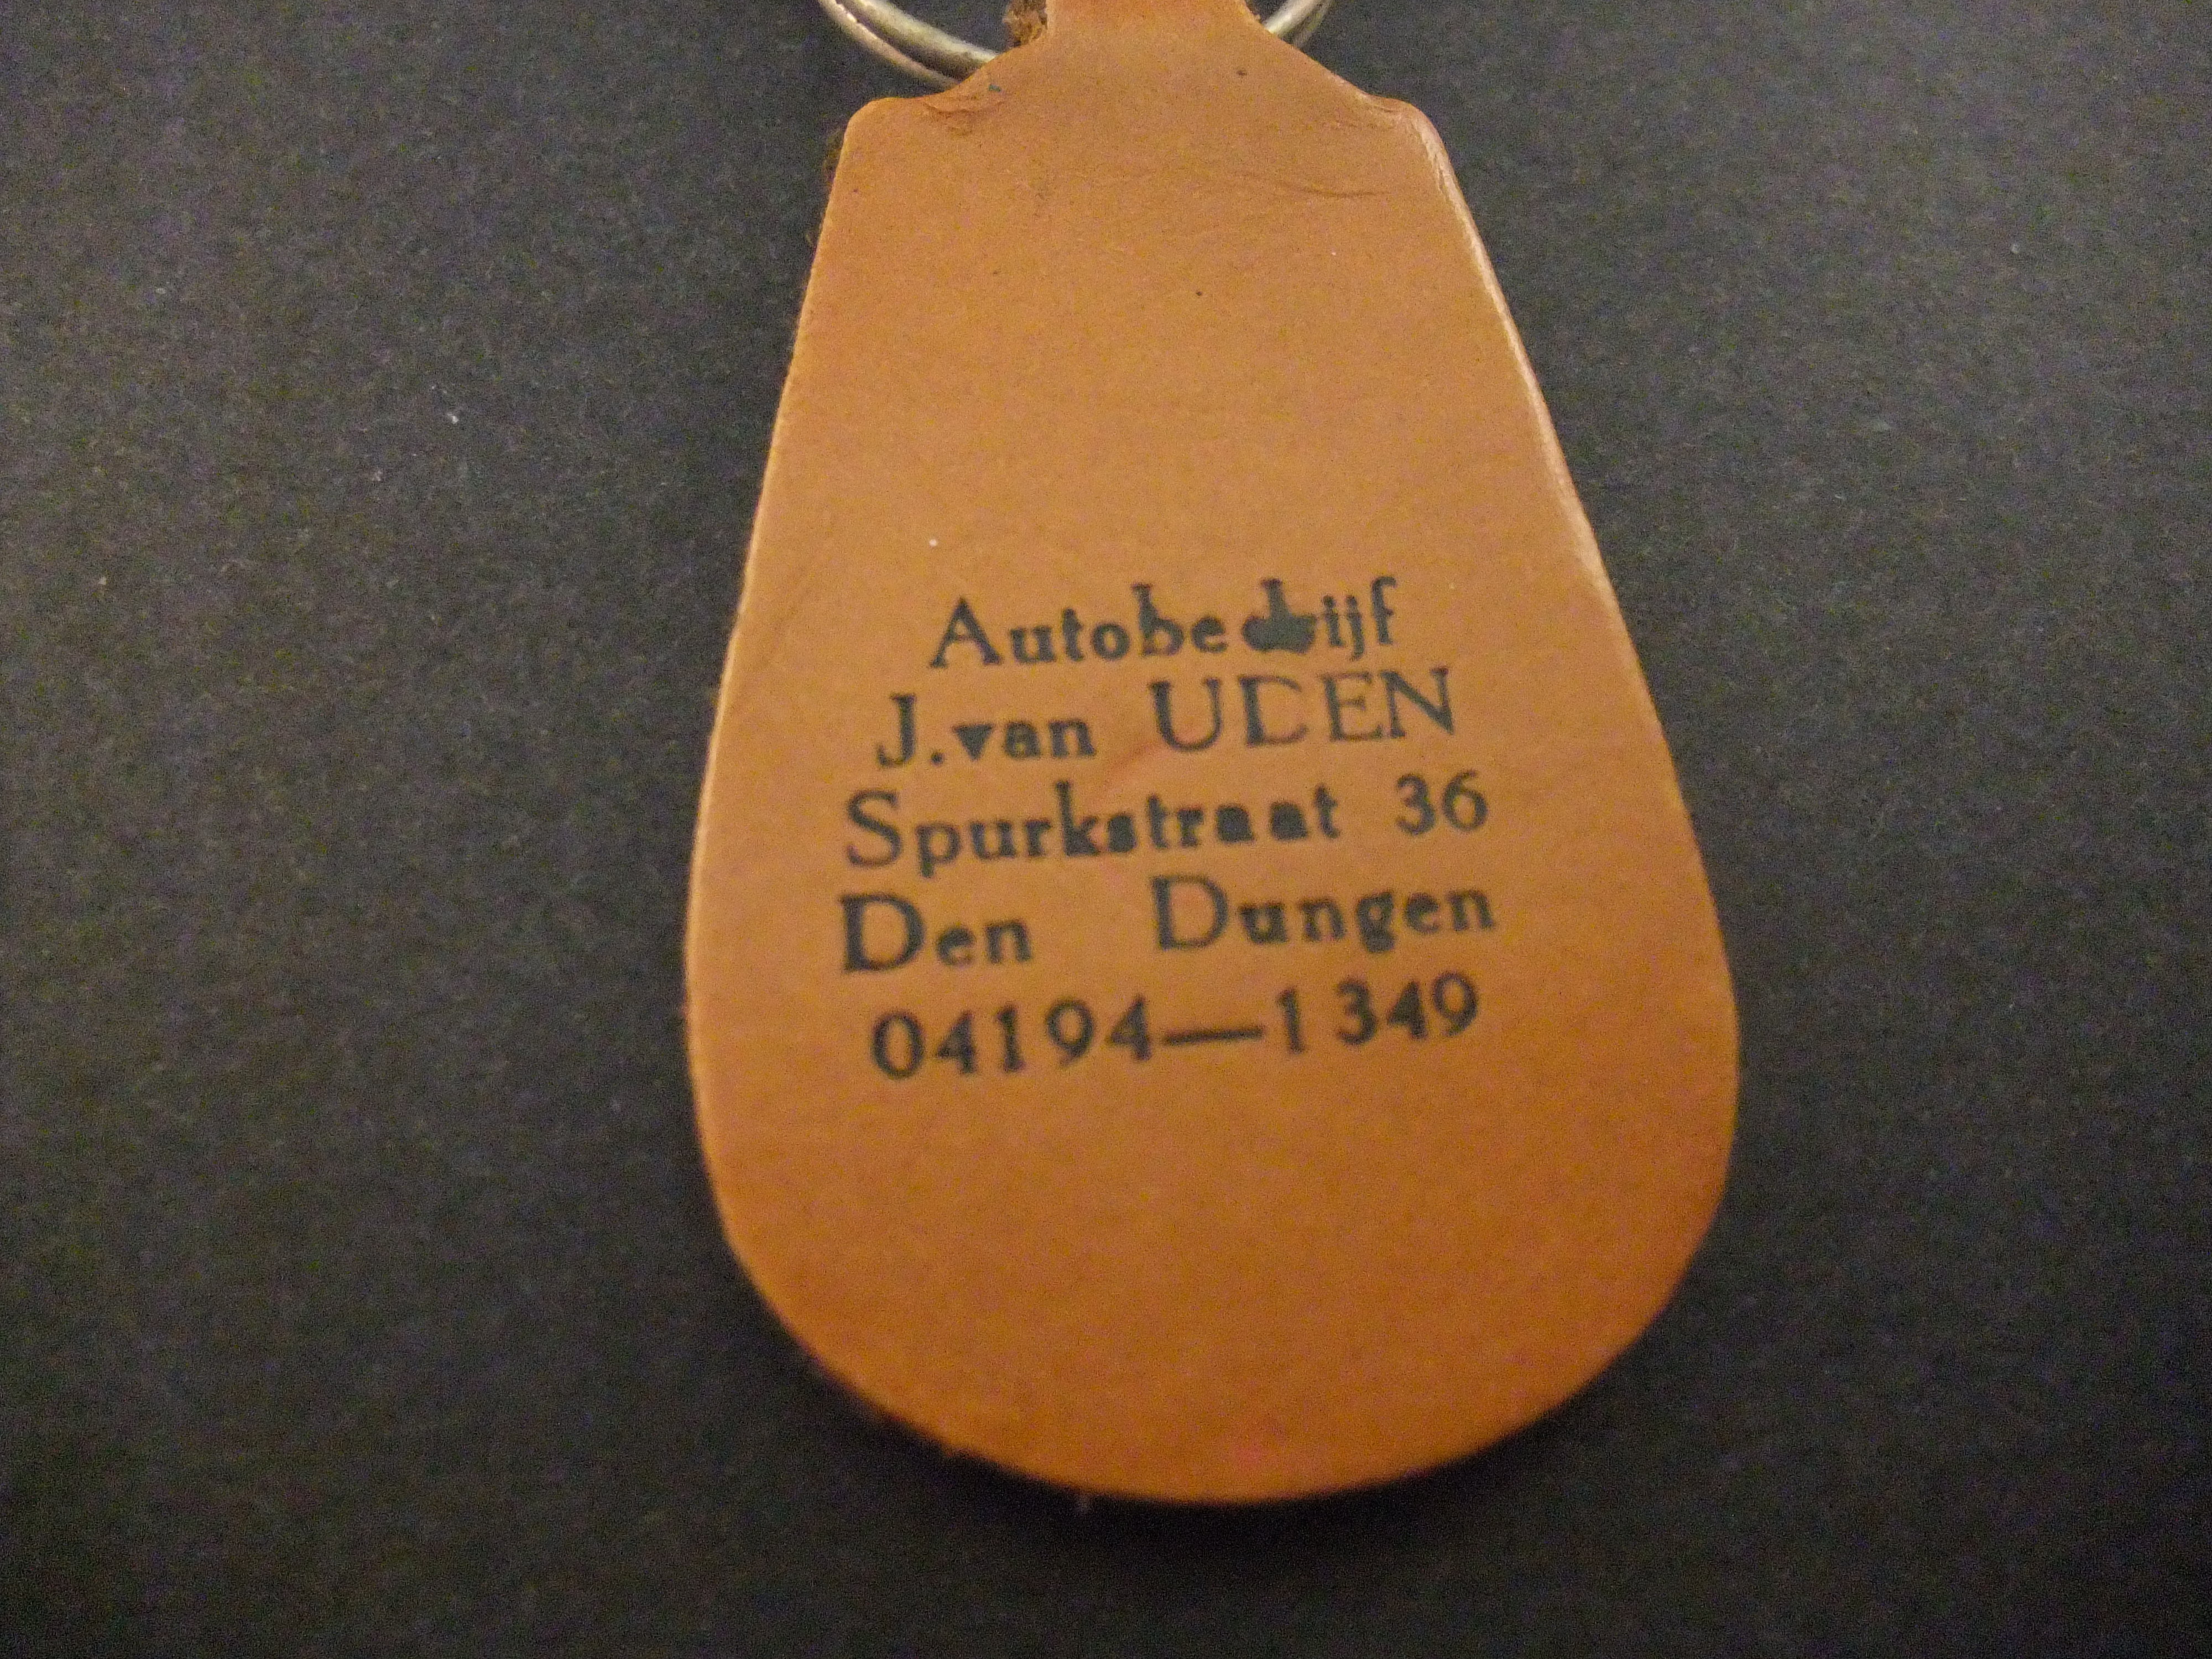 Autobedrijf
J.van UDEN
Spurkstraat 36
Den Dungen
04194—1349